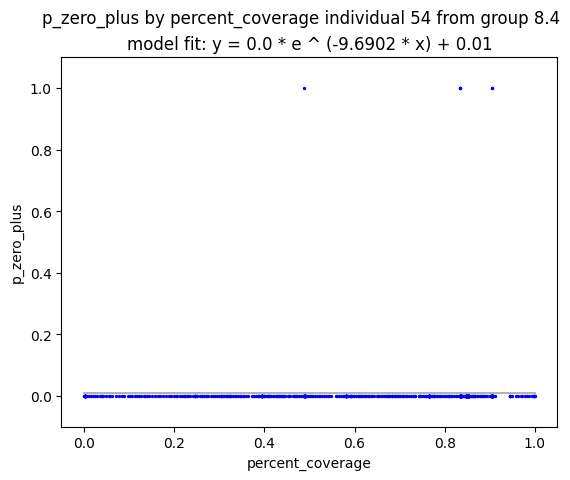 p_zero_plus by percent_coverage individual 54 from group 8.4
model fit: y = 0.0 * e ^ (-9.6902 * x) + 0.01
1.0
0.8
0.6
0.4
0.2
0.0
p_zero_plus
0.0 0.2 0.4 0.6 0.8 1.0
percent_coverage